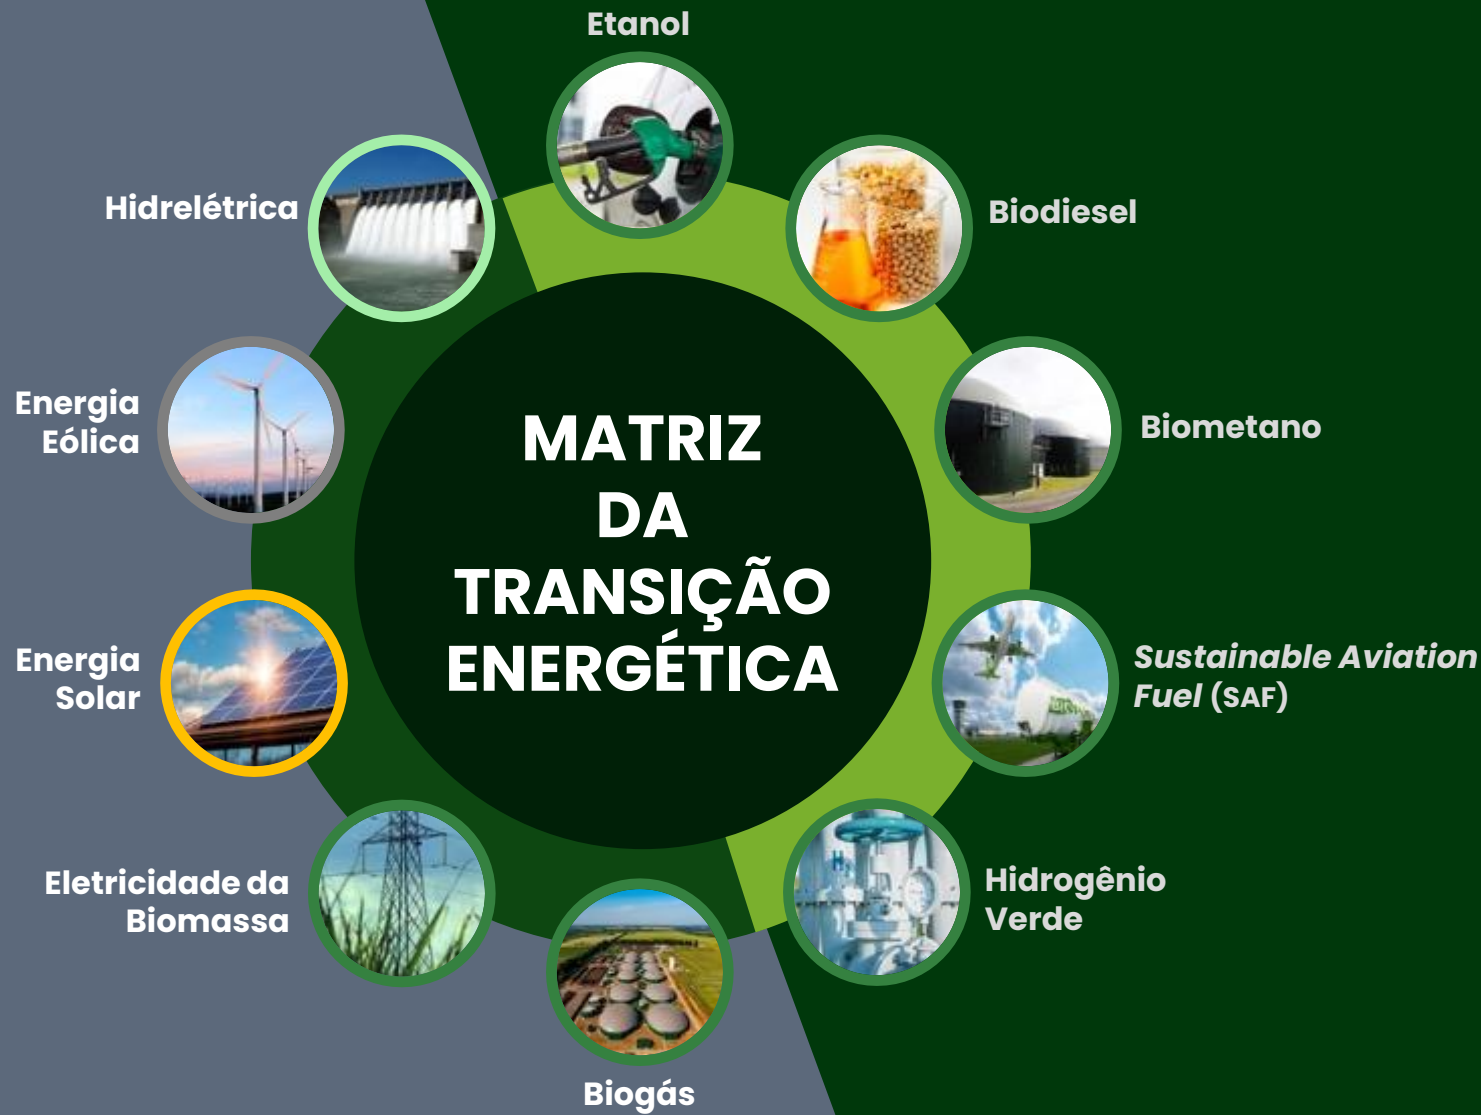 Etanol
Hidrelétrica
Biodiesel
Energia
Eólica
Biometano
MATRIZ
DA
TRANSIÇÃO
ENERGÉTICA
Energia
Solar
Sustainable Aviation
Fuel (SAF)
Eletricidade da
Biomassa
Hidrogênio
Verde
Biogás